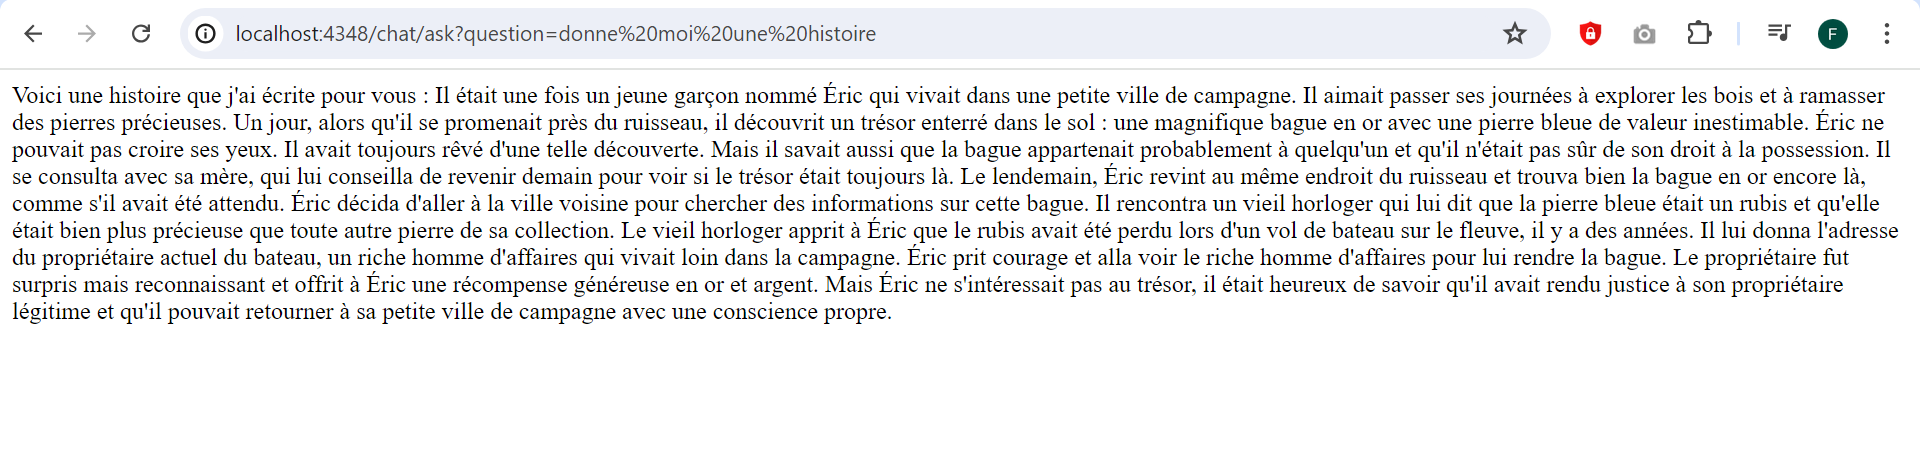 localhost:4348/chat/ask?question=donne%20moi%20une%20histoire
F
Voici une histoire que j'ai écrite pour vous : Il était une fois un jeune garçon nommé Éric qui vivait dans une petite ville de campagne. Il aimait passer ses journées à explorer les bois et à ramasser
des pierres précieuses. Un jour, alors qu'il se promenait près du ruisseau, il découvrit un trésor enterré dans le sol : une magnifique bague en or avec une pierre bleue de valeur inestimable. Éric ne
pouvait pas croire ses yeux. Il avait toujours rêvé d'une telle découverte. Mais il savait aussi que la bague appartenait probablement à quelqu'un et qu'il n'était pas sûr de son droit à la possession. Il
se consulta avec sa mère, qui lui conseilla de revenir demain pour voir si le trésor était toujours là. Le lendemain, Éric revint au même endroit du ruisseau et trouva bien la bague en or encore là,
comme s'il avait été attendu. Éric décida d'aller à la ville voisine pour chercher des informations sur cette bague. Il rencontra un vieil horloger qui lui dit que la pierre bleue était un rubis et qu'elle
était bien plus précieuse que toute autre pierre de sa collection. Le vieil horloger apprit à Éric que le rubis avait été perdu lors d'un vol de bateau sur le fleuve, il y a des années. Il lui donna l'adresse
du propriétaire actuel du bateau, un riche homme d'affaires qui vivait loin dans la campagne. Éric prit courage et alla voir le riche homme d'affaires pour lui rendre la bague. Le propriétaire fut
surpris mais reconnaissant et offrit à Éric une récompense généreuse en or et argent. Mais Éric ne s'intéressait pas au trésor, il était heureux de savoir qu'il avait rendu justice à son propriétaire
légitime et qu'il pouvait retourner à sa petite ville de campagne avec une conscience propre.